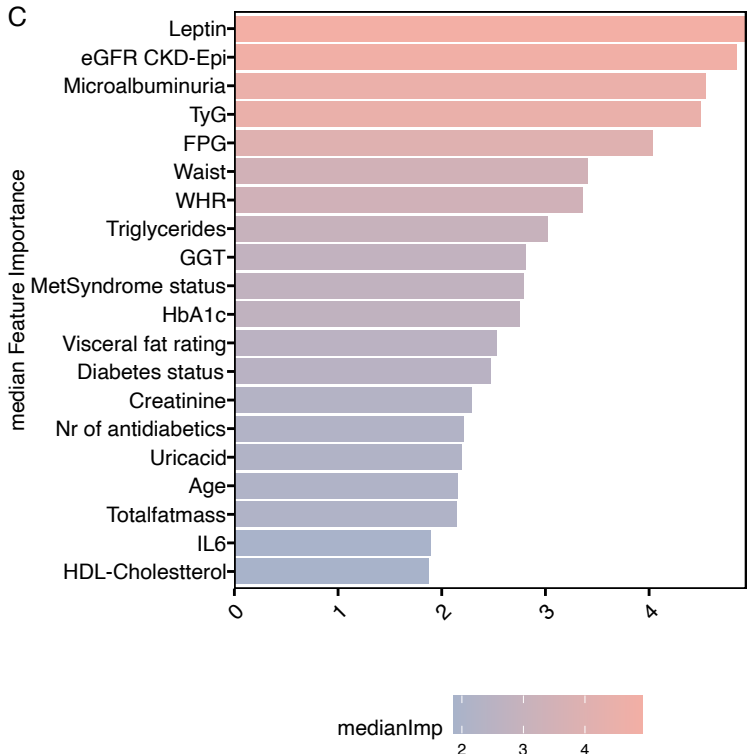 C
median Feature Importance
Leptin
eGFR CKD-Epi
Microalbuminuria
TyG
FPG
Waist
WHR
Triglycerides
GGT
MetSyndrome status
HbA1c
Visceral fat rating
Diabetes status
Creatinine
Nr of antidiabetics
Uricacid
Age
Totalfatmass
IL6
HDL-Cholestterol
0 1 2 3 4
medianImp
2 3 4